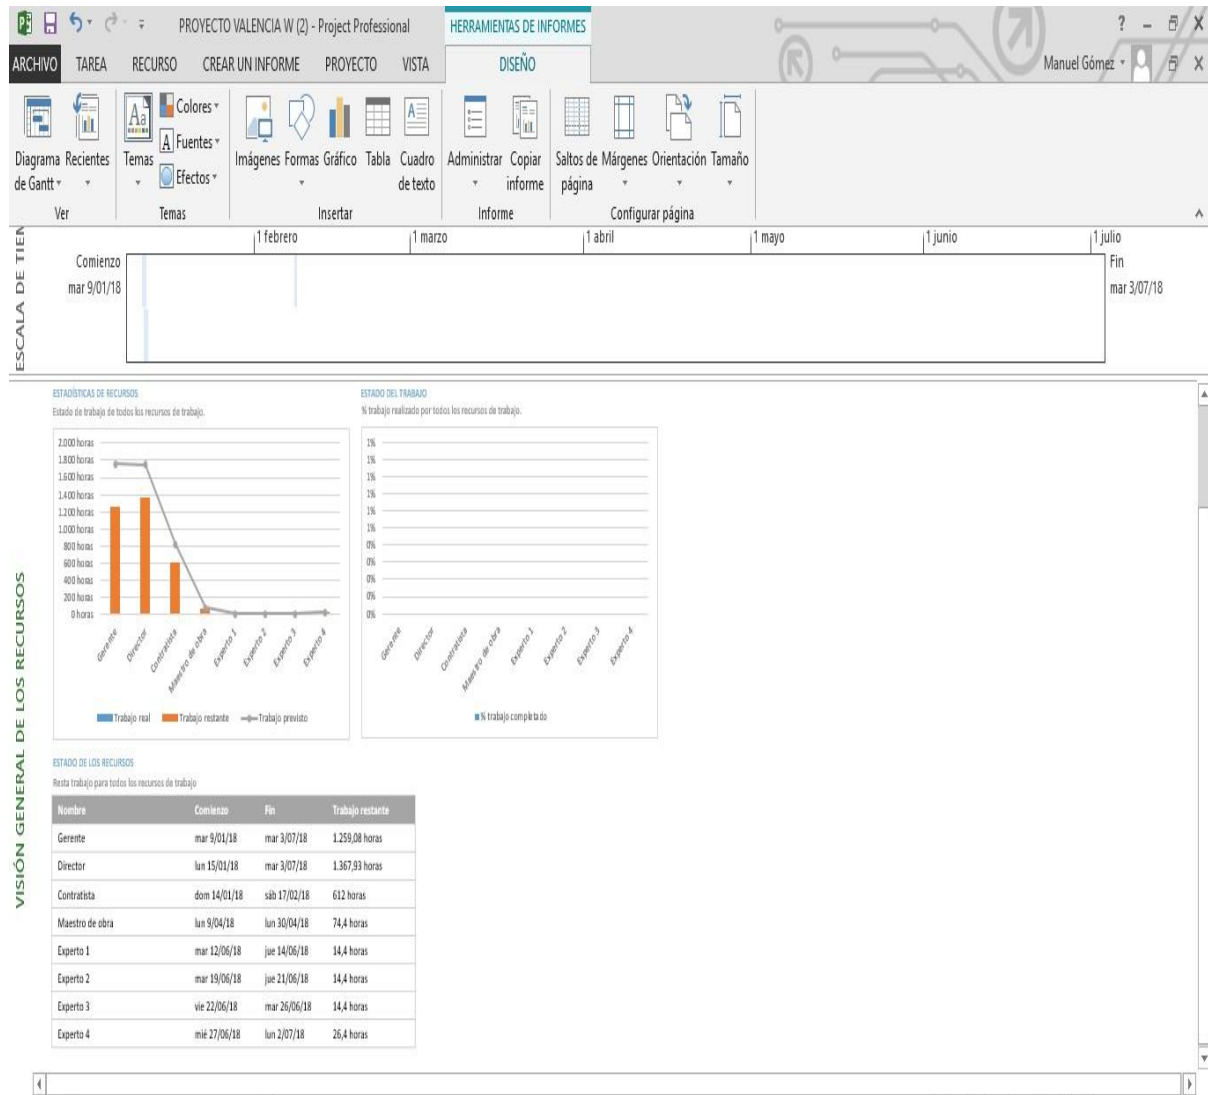 PROYECTO VALENCIA W (2) - Project Professional
HERRAMIENTAS DE INFORMES
?
ARCHIVO TAREA RECURSO CREAR UN INFORME PROYECTO VISTA DISEÑO
Manuel Gómez
Diagrama de Gantt
Recientes
Ver
Temas
Colores
Fuentes
Efectos
Temas
Imágenes Formas Gráfico Tabla Cuadro de texto
Insertar
Administrar
Copiar informe
Informe
Saltos de página
Márgenes Orientación Tamaño
Configurar página
ESCALA DE TIEN
1 febrero 1 marzo 1 abril 1 mayo 1 junio 1 julio
Comienzo
mar 9/01/18
Fin
mar 3/07/18
VISIÓN GENERAL DE LOS RECURSOS
ESTADÍSTICAS DE RECURSOS
Estado de trabajo de todos los recursos de trabajo.
2.000 horas
1.800 horas
1.600 horas
1.400 horas
1.200 horas
1.000 horas
800 horas
600 horas
400 horas
200 horas
0 horas
Gerente
Director
Contratista
Maestro de obra
Experto 1
Experto 2
Experto 3
Experto 4
Trabajo real Trabajo restante Trabajo previsto
ESTADO DEL TRABAJO
% trabajo realizado por todos los recursos de trabajo.
1%
1%
1%
1%
1%
1%
0%
0%
0%
0%
0%
Gerente
Director
Contratista
Maestro de obra
Experto 1
Experto 2
Experto 3
Experto 4
% trabajo completado
ESTADO DE LOS RECURSOS
Resta trabajo para todos los recursos de trabajo
Nombre Comienzo Fin Trabajo restante
Gerente mar 9/01/18 mar 3/07/18 1.259,08 horas
Director lun 15/01/18 mar 3/07/18 1.367,93 horas
Contratista dom 14/01/18 sáb 17/02/18 612 horas
Maestro de obra lun 9/04/18 lun 30/04/18 74,4 horas
Experto 1 mar 12/06/18 jue 14/06/18 14,4 horas
Experto 2 mar 19/06/18 jue 21/06/18 14,4 horas
Experto 3 vie 22/06/18 mar 26/06/18 14,4 horas
Experto 4 mié 27/06/18 lun 2/07/18 26,4 horas